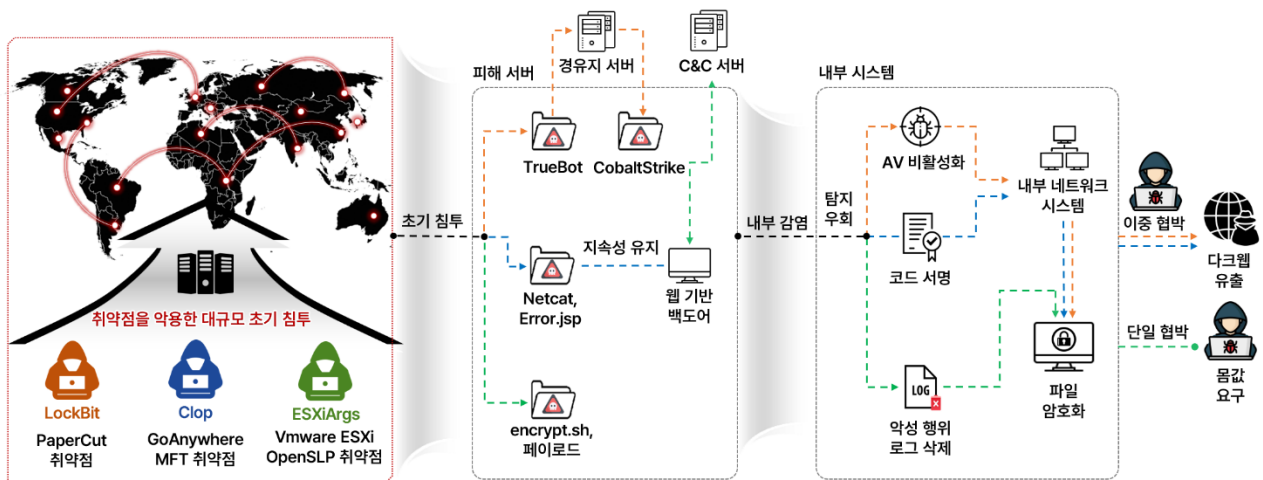 취약점을 악용한 대규모 초기 침투
LockBit
PaperCut
취약점
Clop
GoAnywhere
MFT 취약점
ESXiArgs
Vmware ESXi
OpenSLP 취약점
초기 침투
피해 서버
경유지 서버
C&C 서버
TrueBot
CobaltStrike
Netcat,
Error.jsp
지속성 유지
웹 기반
백도어
encrypt.sh,
페이로드
내부 감염
내부 시스템
탐지
우회
AV 비활성화
코드 서명
LOG
악성 행위
로그 삭제
내부 네트워크
시스템
파일
암호화
이중 협박
다크웹
유출
단일 협박
몸값
요구